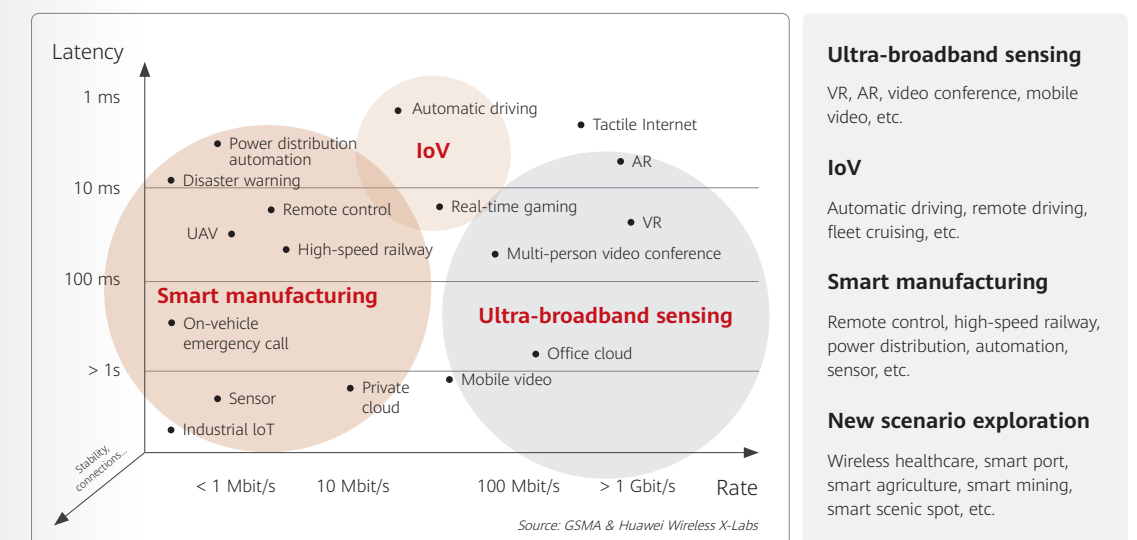 Latency
1 ms
Automatic driving
Tactile Internet
IoV
Power distribution
automation
AR
Disaster warning
10 ms
Remote control
Real-time gaming
VR
UAV
High-speed railway
Multi-person video conference
100 ms
Smart manufacturing
Ultra-broadband sensing
On-vehicle
emergency call
Office cloud
> 1s
Mobile video
Private
cloud
Sensor
Industrial loT
Stability,
connections...
< 1 Mbit/s
10 Mbit/s
100 Mbit/s
> 1 Gbit/s
Rate
Source: GSMA & Huawei Wireless X-Labs
Ultra-broadband sensing
VR, AR, video conference, mobile
video, etc.
IoV
Automatic driving, remote driving,
fleet cruising, etc.
Smart manufacturing
Remote control, high-speed railway,
power distribution, automation,
sensor, etc.
New scenario exploration
Wireless healthcare, smart port,
smart agriculture, smart mining,
smart scenic spot, etc.